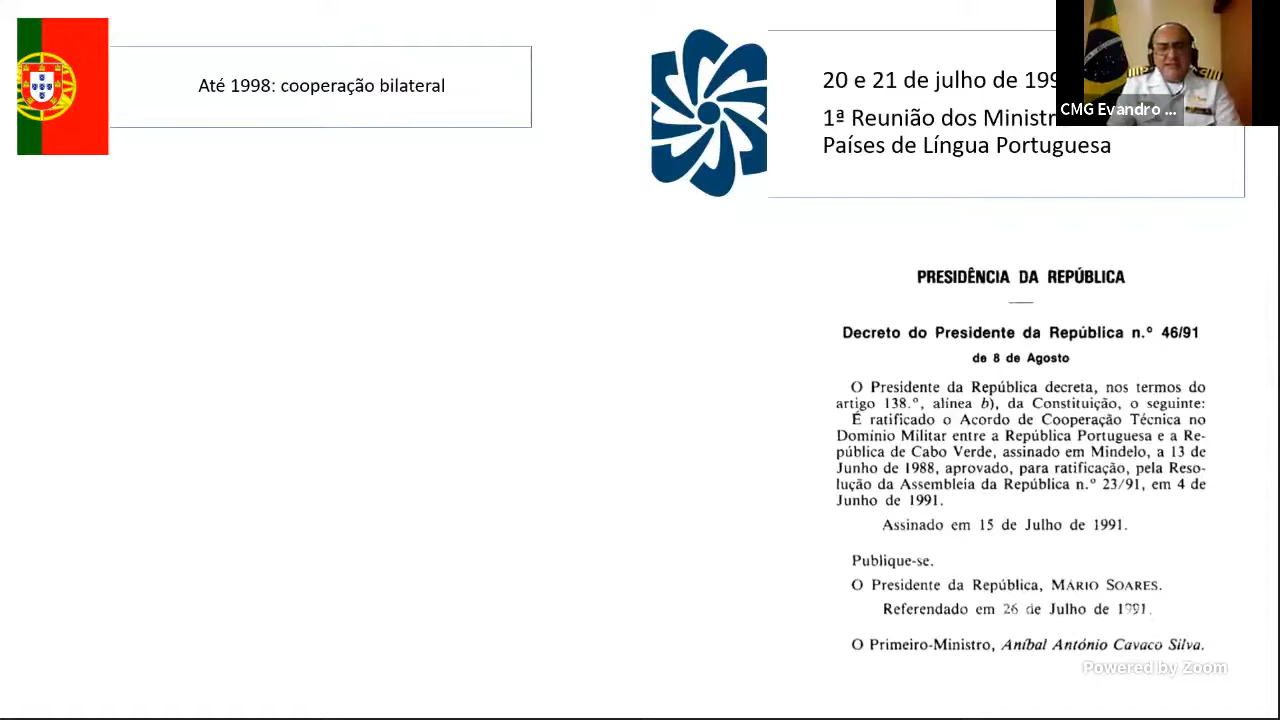 Até 1998: cooperação bilateral
20 e 21 de julho de
1ª Reunião dos
Países de Língua Portuguesa
CMG Evandro ...
PRESIDÊNCIA DA REPÚBLICA
Decreto do Presidente da República n.º 46/91
de 8 de Agosto
O Presidente da República decreta, nos termos do
artigo 138.º, alínea b), da Constituição, o seguinte:
É ratificado o Acordo de Cooperação Técnica no
Domínio Militar entre a República Portuguesa e a Re-
pública de Cabo Verde, assinado em Mindelo, a 13 de
Junho de 1988, aprovado, para ratificação, pela Reso-
lução da Assembleia da República n.º 23/91, em 4 de
Junho de 1991.
Assinado em 15 de Julho de 1991.
Publique-se.
O Presidente da República, MÁRIO SOARES.
Referendado em 26 de Julho de 1991.
O Primeiro-Ministro, Aníbal António Cavaco Silva.
Powered by Zoom